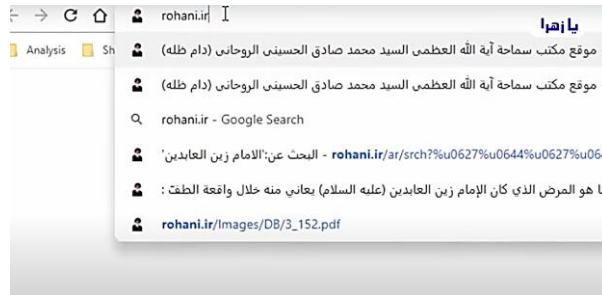 rohani.ir
يا زهرا
Analysis
Sh
موقع مكتب سماحة آية الله العظمى السيد محمد صادق الحسيني الروحاني (دام ظله)
موقع مكتب سماحة آية الله العظمى السيد محمد صادق الحسيني الروحاني (دام ظله)
rohani.ir - Google Search
rohani.ir/ar/srch?%u0627%u0644%u0627%u06 - البحث عن:'الامام زين العابدين'
ا هو المرض الذي كان الإمام زين العابدين (عليه السلام) يعاني منه خلال واقعة الطف :
rohani.ir/Images/DB/3_152.pdf